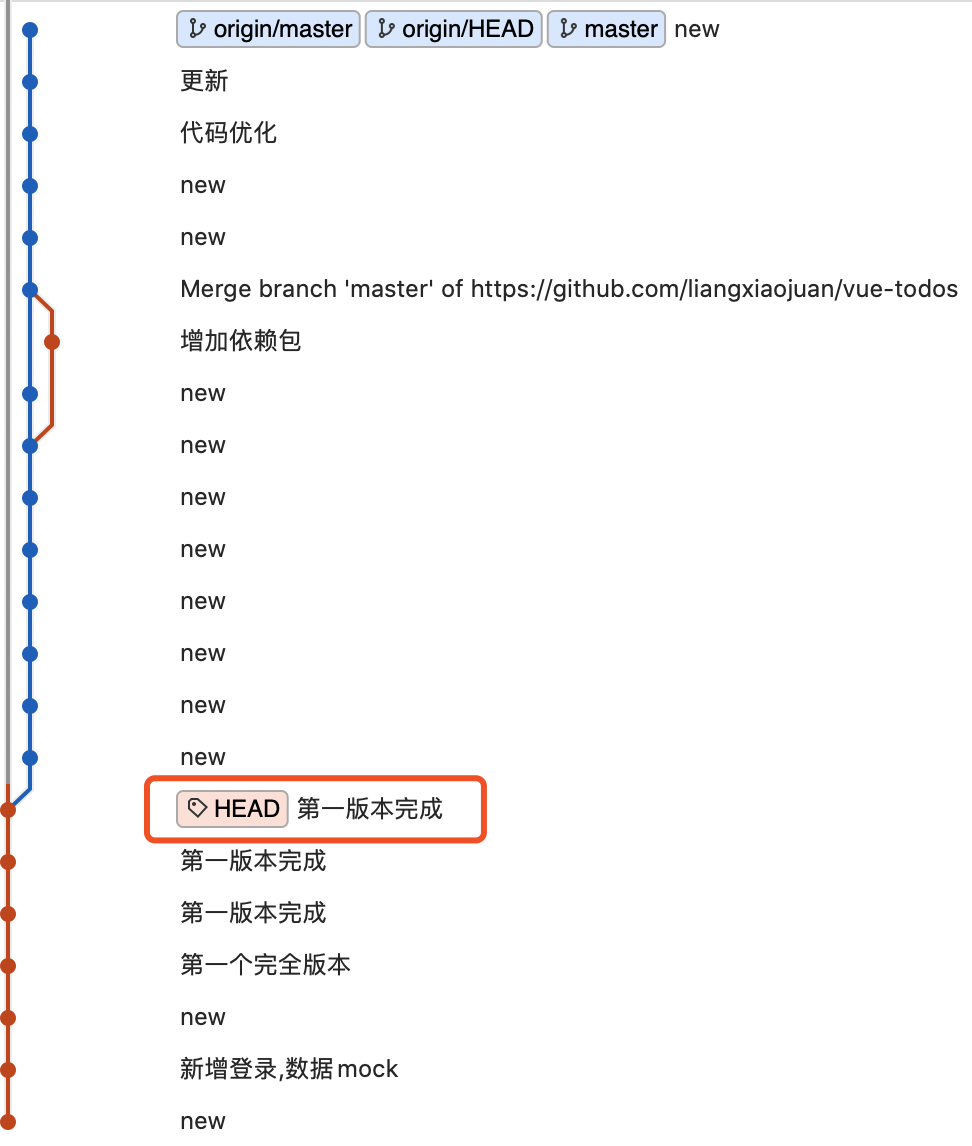 origin/master origin/HEAD master new
更新
代码优化
new
new
Merge branch 'master' of https://github.com/liangxiaojuan/vue-todos
增加依赖包
new
new
new
new
new
new
new
new
HEAD 第一版本完成
第一版本完成
第一版本完成
第一个完全版本
new
新增登录,数据mock
new